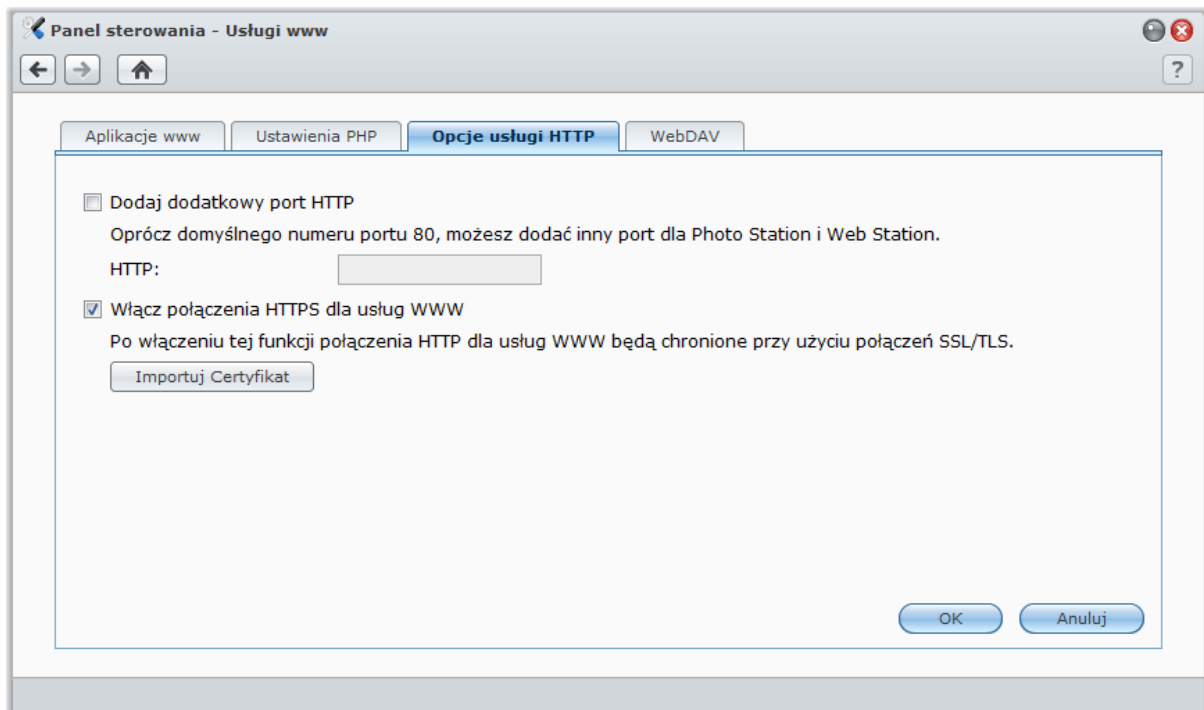 Panel sterowania - Usługi www
?
Aplikacje www Ustawienia PHP Opcje usługi HTTP WebDAV
Dodaj dodatkowy port HTTP
Oprócz domyślnego numeru portu 80, możesz dodać inny port dla Photo Station i Web Station.
HTTP:
Włącz połączenia HTTPS dla usług WWW
Po włączeniu tej funkcji połączenia HTTP dla usług WWW będą chronione przy użyciu połączeń SSL/TLS.
Importuj Certyfikat
OK Anuluj